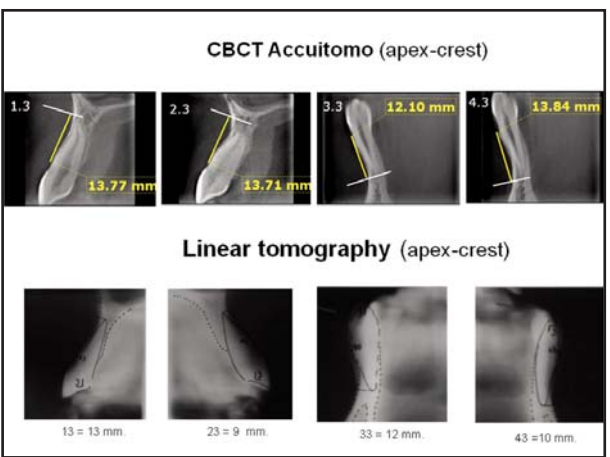 CBCT Accuitomo (apex-crest)
1.3
13.77 mm
2.3
13.71 mm
3.3
12.10 mm
4.3
13.84 mm
Linear tomography (apex-crest)
13 = 13 mm.
23 = 9 mm.
33 = 12 mm.
43 =10 mm.